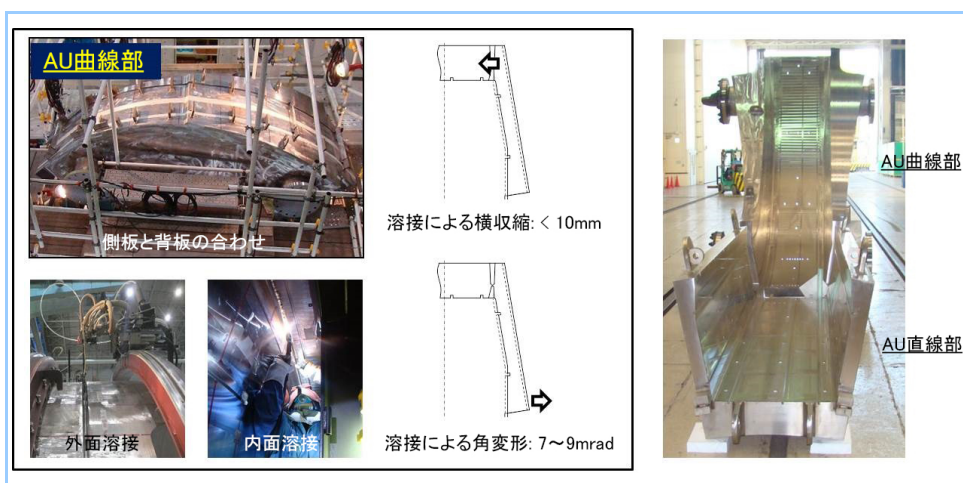 AU曲線部
側板と背板の合わせ
外面溶接
内面溶接
溶接による横収縮: < 10mm
溶接による角変形: 7～9mrad
AU曲線部
AU直線部